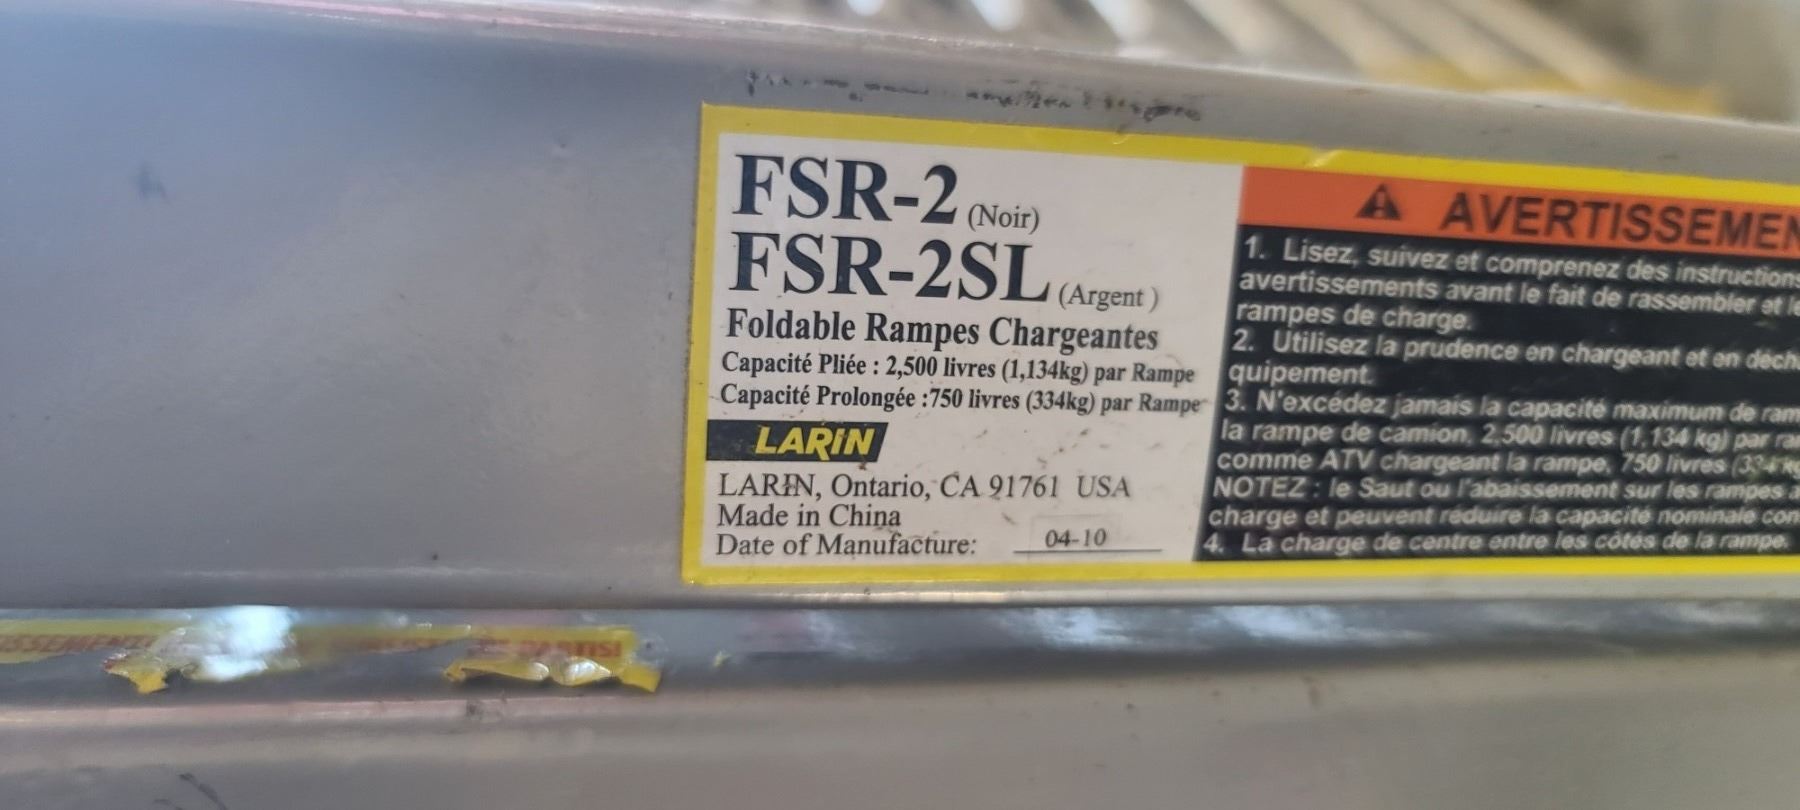 FSR-2 (Noir)
FSR-2SL (Argent )
Foldable Rampes Chargeantes
Capacité Pliée : 2,500 livres (1,134kg) par Rampe
Capacité Prolongée :750 livres (334kg) par Rampe
LARIN
LARIN, Ontario, CA 91761 USA
Made in China
Date of Manufacture: 04-10
AVERTISSEMEN
1. Lisez, suivez et comprenez des instructions
avertissements avant le fait de rassembler et le
rampes de charge.
2. Utilisez la prudence en chargeant et en décha
quipement.
3. N'excédez jamais la capacité maximum de ram
la rampe de camion, 2,500 livres (1,134 kg) par ra
comme ATV chargeant la rampe, 750 livres (334 kg
NOTEZ : le Saut ou l'abaissement sur les rampes a
charge et peuvent réduire la capacité nominale con
4. La charge de centre entre les côtés de la rampe.